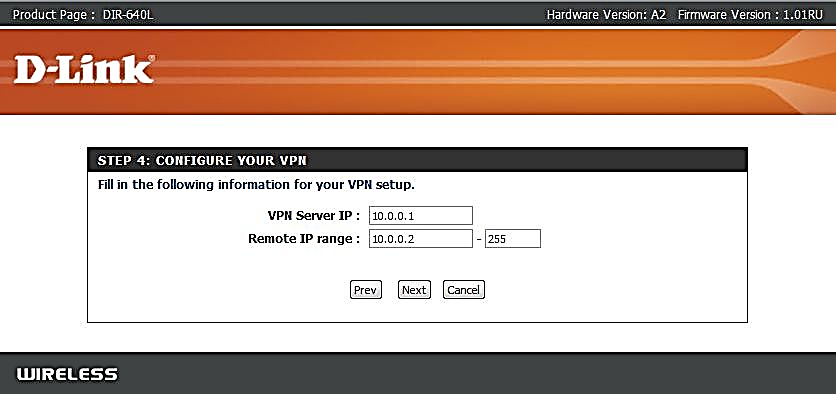 Product Page : DIR-640L Hardware Version: A2 Firmware Version : 1.01RU
D-Link
STEP 4: CONFIGURE YOUR VPN
Fill in the following information for your VPN setup.
VPN Server IP : 10.0.0.1
Remote IP range : 10.0.0.2 - 255
Prev Next Cancel
WIRELESS